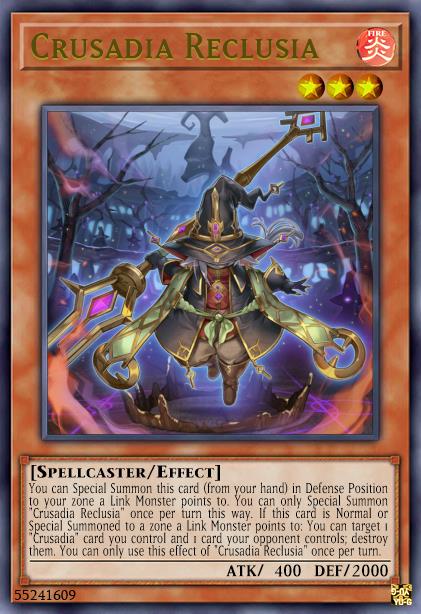 Crusadia Reclusia
FIRE
炎
[Spellcaster/Effect]
You can Special Summon this card (from your hand) in Defense Position
to your zone a Link Monster points to. You can only Special Summon
"Crusadia Reclusia" once per turn this way. If this card is Normal or
Special Summoned to a zone a Link Monster points to: You can target 1
"Crusadia" card you control and 1 card your opponent controls; destroy
them. You can only use this effect of "Crusadia Reclusia" once per turn.
ATK/ 400 DEF/2000
55241609